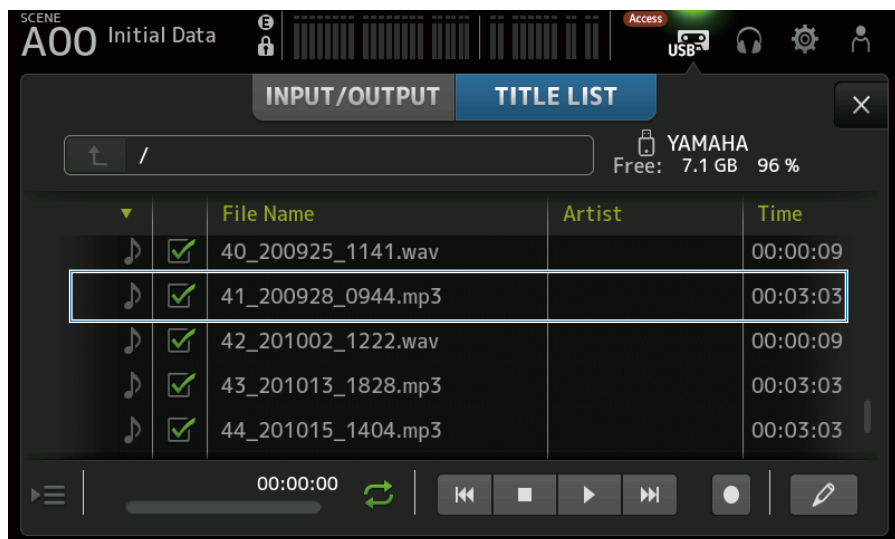 SCENE
A00 Initial Data
E
Access
USB
INPUT/OUTPUT TITLE LIST
/
YAMAHA
Free: 7.1 GB 96 %
File Name Artist Time
40_200925_1141.wav 00:00:09
41_200928_0944.mp3 00:03:03
42_201002_1222.wav 00:00:09
43_201013_1828.mp3 00:03:03
44_201015_1404.mp3 00:03:03
00:00:00